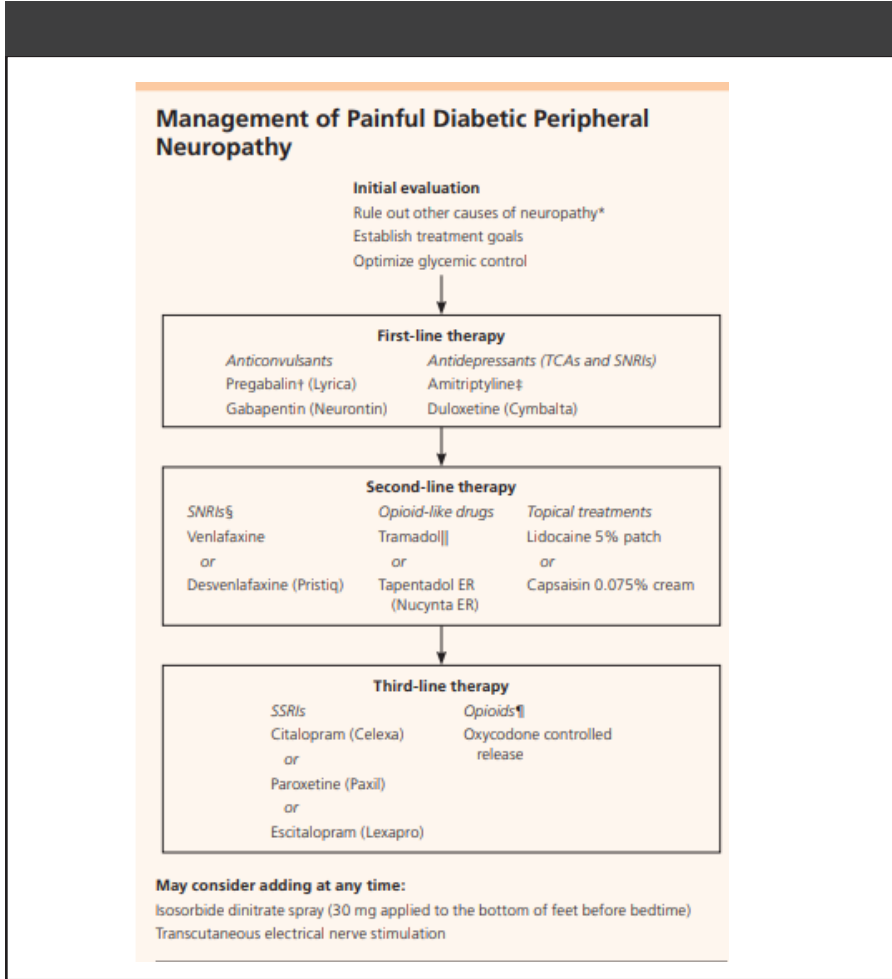 Management of Painful Diabetic Peripheral
Neuropathy
Initial evaluation
Rule out other causes of neuropathy*
Establish treatment goals
Optimize glycemic control
First-line therapy
Anticonvulsants
Pregabalin† (Lyrica)
Gabapentin (Neurontin)
Antidepressants (TCAs and SNRIs)
Amitriptyline‡
Duloxetine (Cymbalta)
Second-line therapy
SNRIs§
Venlafaxine
or
Desvenlafaxine (Pristiq)
Opioid-like drugs
Tramadol||
or
Tapentadol ER
(Nucynta ER)
Topical treatments
Lidocaine 5% patch
or
Capsaisin 0.075% cream
Third-line therapy
SSRIs
Citalopram (Celexa)
or
Paroxetine (Paxil)
or
Escitalopram (Lexapro)
Opioids¶
Oxycodone controlled
release
May consider adding at any time:
Isosorbide dinitrate spray (30 mg applied to the bottom of feet before bedtime)
Transcutaneous electrical nerve stimulation